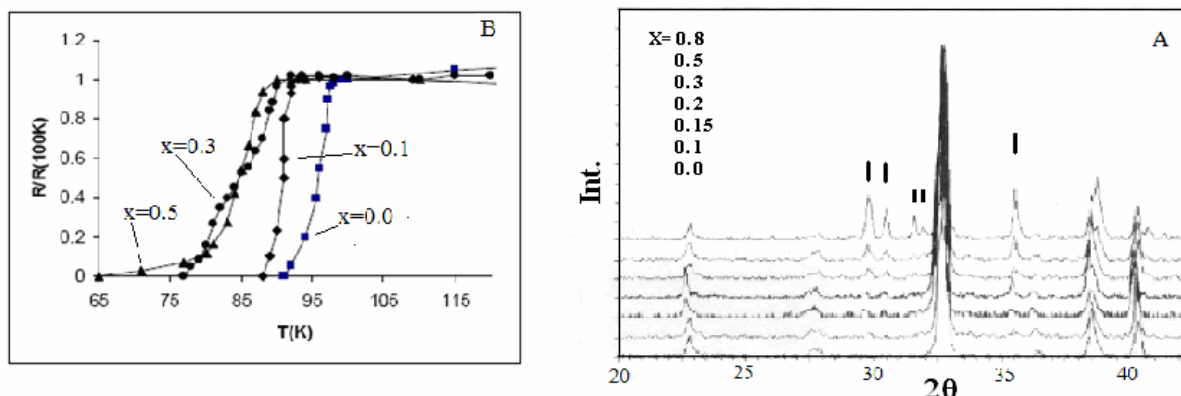 B
1.2
1
0.8
0.6
0.4
0.2
0
R/R(100K)
x=0.3
x=0.1
x=0.5
x=0.0
65 75 85 95 105 115
T(K)
A
X= 0.8
0.5
0.3
0.2
0.15
0.1
0.0
Int.
20 25 30 35 40
2θ